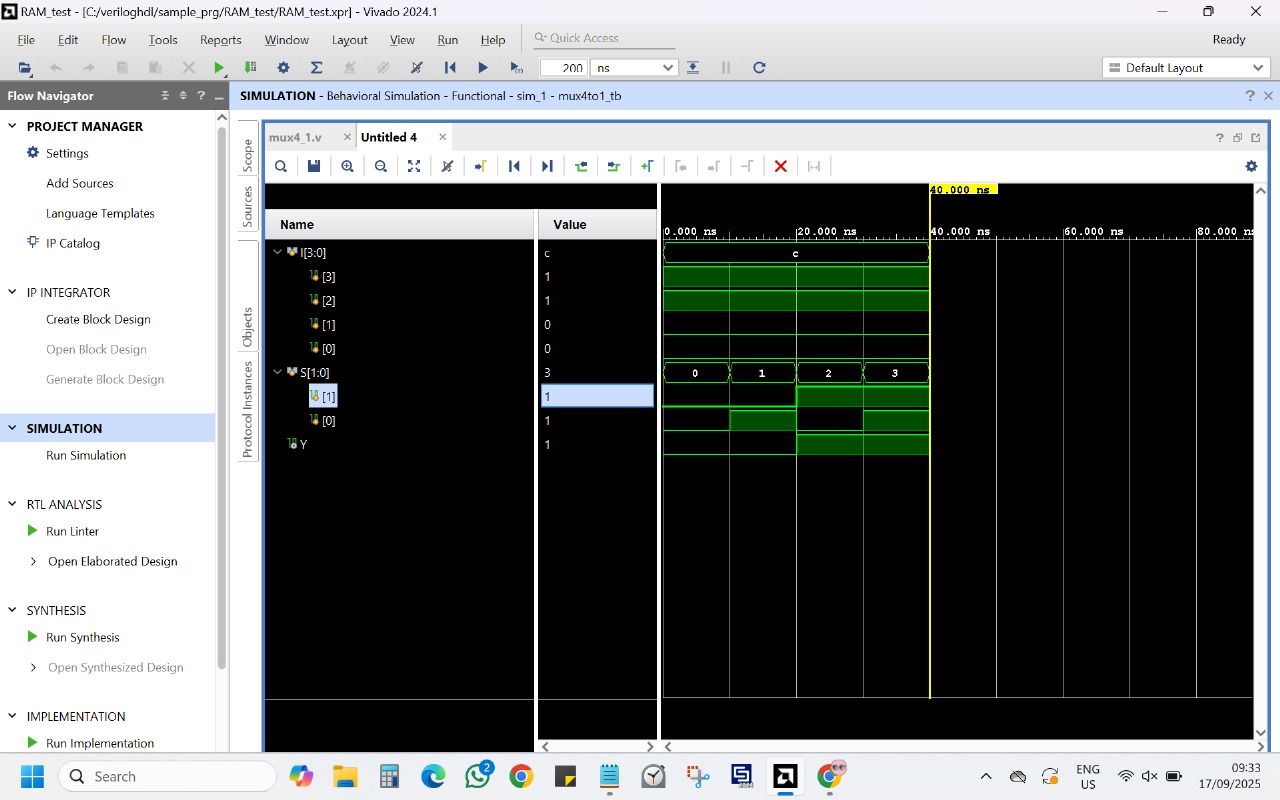 RAM_test - [C:/veriloghdl/sample_prg/RAM_test/RAM_test.xpr] - Vivado 2024.1
File Edit Flow Tools Reports Window Layout View Run Help Quick Access Ready
200 ns Default Layout
Flow Navigator
SIMULATION - Behavioral Simulation - Functional - sim_1 - mux4to1_tb
PROJECT MANAGER
Settings
Add Sources
Language Templates
IP Catalog
IP INTEGRATOR
Create Block Design
Open Block Design
Generate Block Design
SIMULATION
Run Simulation
RTL ANALYSIS
Run Linter
Open Elaborated Design
SYNTHESIS
Run Synthesis
Open Synthesized Design
IMPLEMENTATION
Run Implementation
Scope
Sources
Objects
Protocol Instances
mux4_1.v Untitled 4
40.000 ns
Name Value
0.000 ns 20.000 ns 40.000 ns 60.000 ns 80.000 ns
I[3:0] c c
[3] 1
[2] 1
[1] 0
[0] 0
S[1:0] 3 0 1 2 3
[1] 1
[0] 1
Y 1
Search
2
ENG
US
09:33
17/09/2025